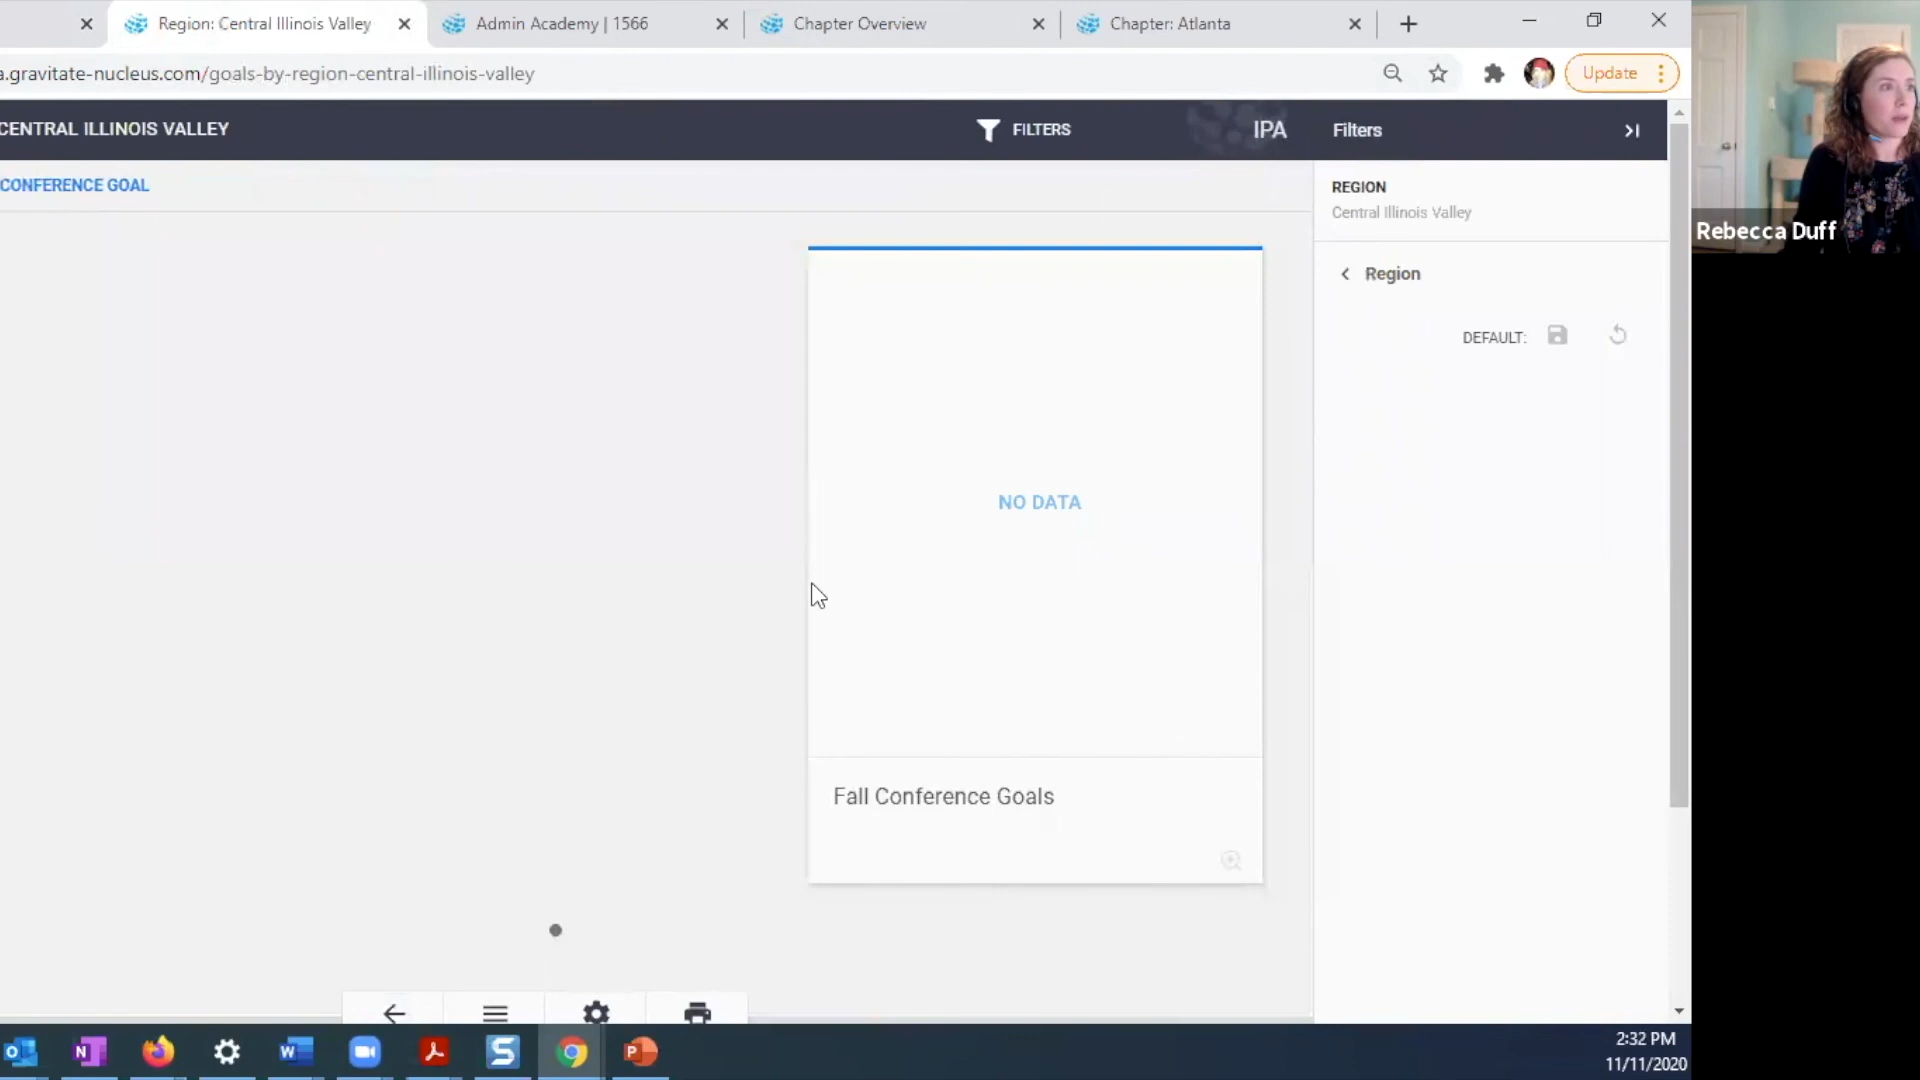 Region: Central Illinois Valley
Admin Academy | 1566
Chapter Overview
Chapter: Atlanta
a.gravitate-nucleus.com/goals-by-region-central-illinois-valley
Update
CENTRAL ILLINOIS VALLEY
FILTERS
IPA
Filters
CONFERENCE GOAL
REGION
Central Illinois Valley
Region
DEFAULT:
NO DATA
Fall Conference Goals
Rebecca Duff
2:32 PM
11/11/2020